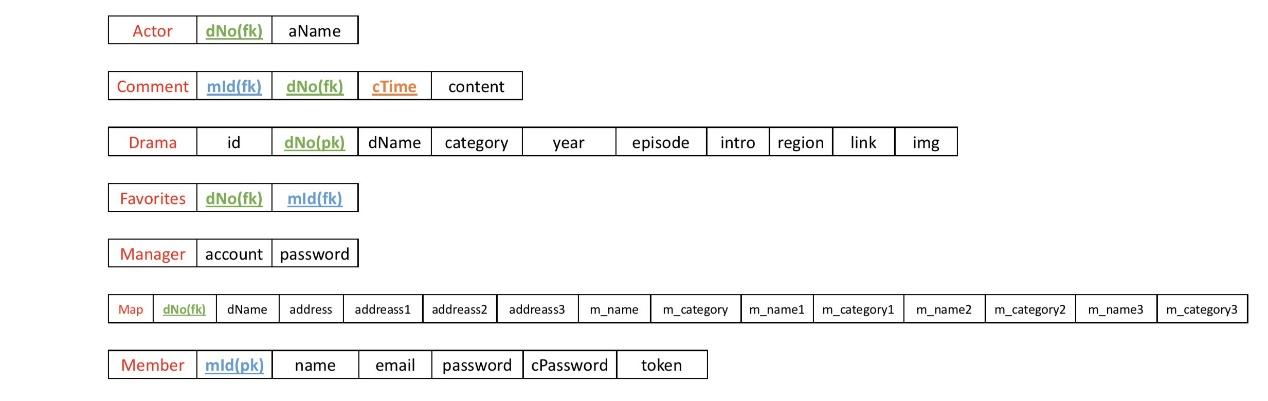 Actor dNo(fk) aName
Comment mId(fk) dNo(fk) cTime content
Drama id dNo(pk) dName category year episode intro region link img
Favorites dNo(fk) mId(fk)
Manager account password
Map dNo(fk) dName address addreass1 addreass2 addreass3 m_name m_category m_name1 m_category1 m_name2 m_category2 m_name3 m_category3
Member mId(pk) name email password cPassword token